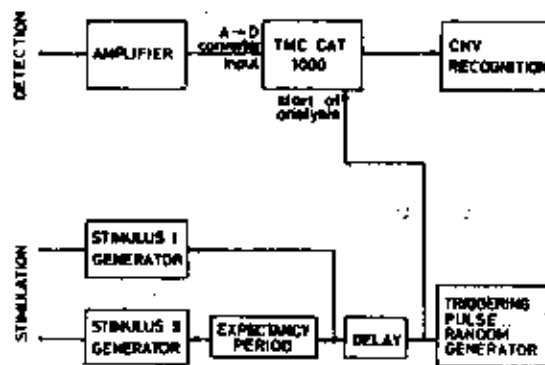 DETECTION
AMPLIFIER
A → D
converter
input
TMC CAT
1000
CNV
RECOGNITION
start of
analysis
STIMULATION
STIMULUS I
GENERATOR
STIMULUS II
GENERATOR
EXPECTANCY
PERIOD
DELAY
TRIGGERING
PULSE
RANDOM
GENERATOR